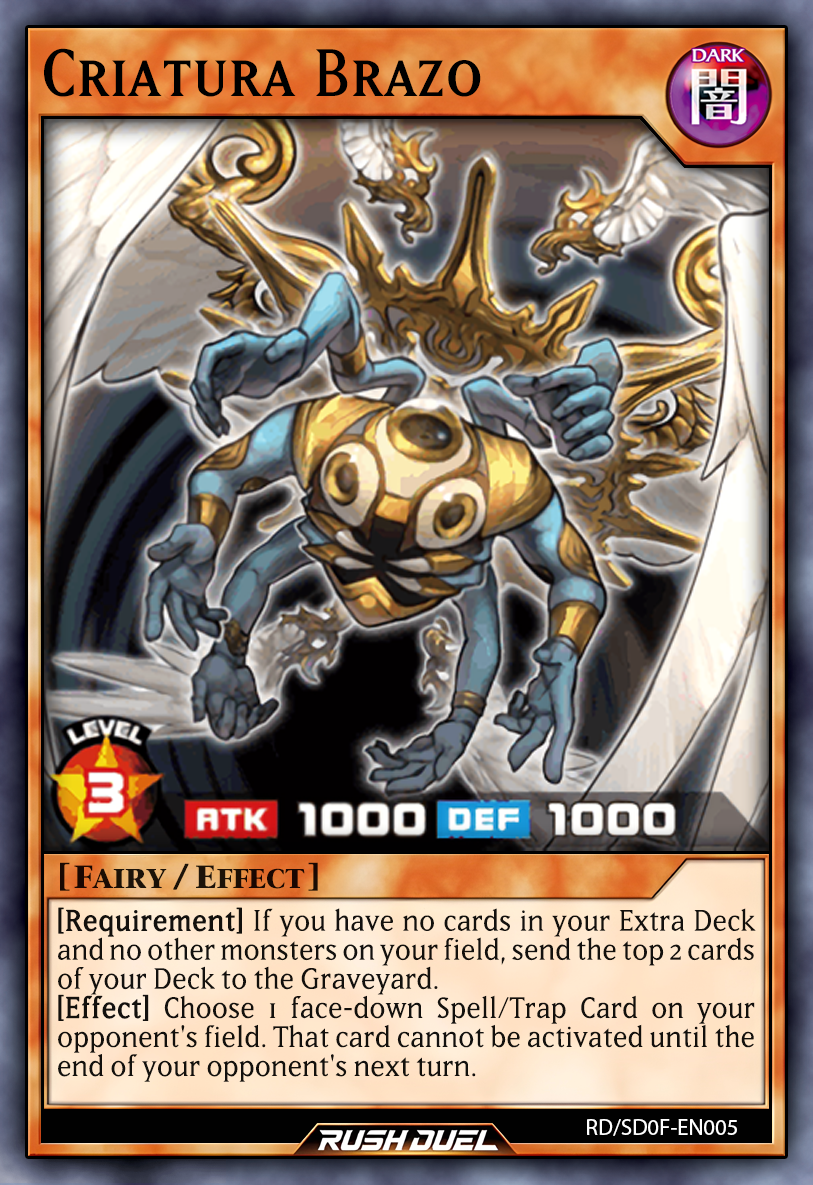 Criatura Brazo
DARK
闇
LEVEL
3
ATK 1000 DEF 1000
[Fairy / Effect]
[Requirement] If you have no cards in your Extra Deck
and no other monsters on your field, send the top 2 cards
of your Deck to the Graveyard.
[Effect] Choose 1 face-down Spell/Trap Card on your
opponent's field. That card cannot be activated until the
end of your opponent's next turn.
RUSH DUEL
RD/SD0F-EN005